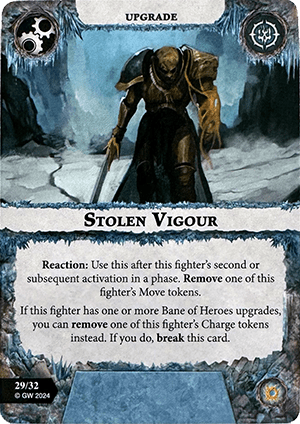 UPGRADE
STOLEN VIGOUR
Reaction: Use this after this fighter's second or
subsequent activation in a phase. Remove one of this
fighter's Move tokens.
If this fighter has one or more Bane of Heroes upgrades,
you can remove one of this fighter's Charge tokens
instead. If you do, break this card.
29/32
© GW 2024